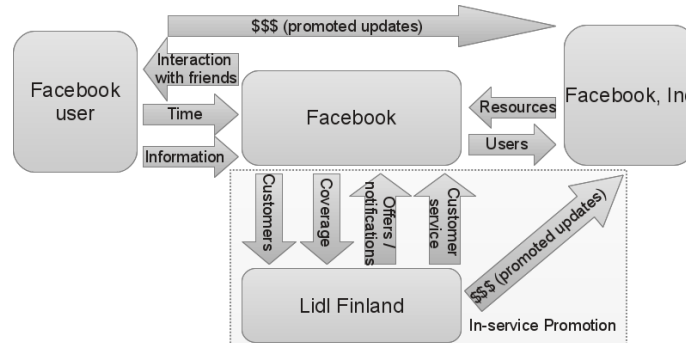 $$$ (promoted updates)
Interaction
with friends
Facebook
user
Facebook
Facebook, Inc
Time
Resources
Users
Information
Customers
Coverage
Offers /
notifications
Customer
service
$$$ (promoted updates)
Lidl Finland
In-service Promotion